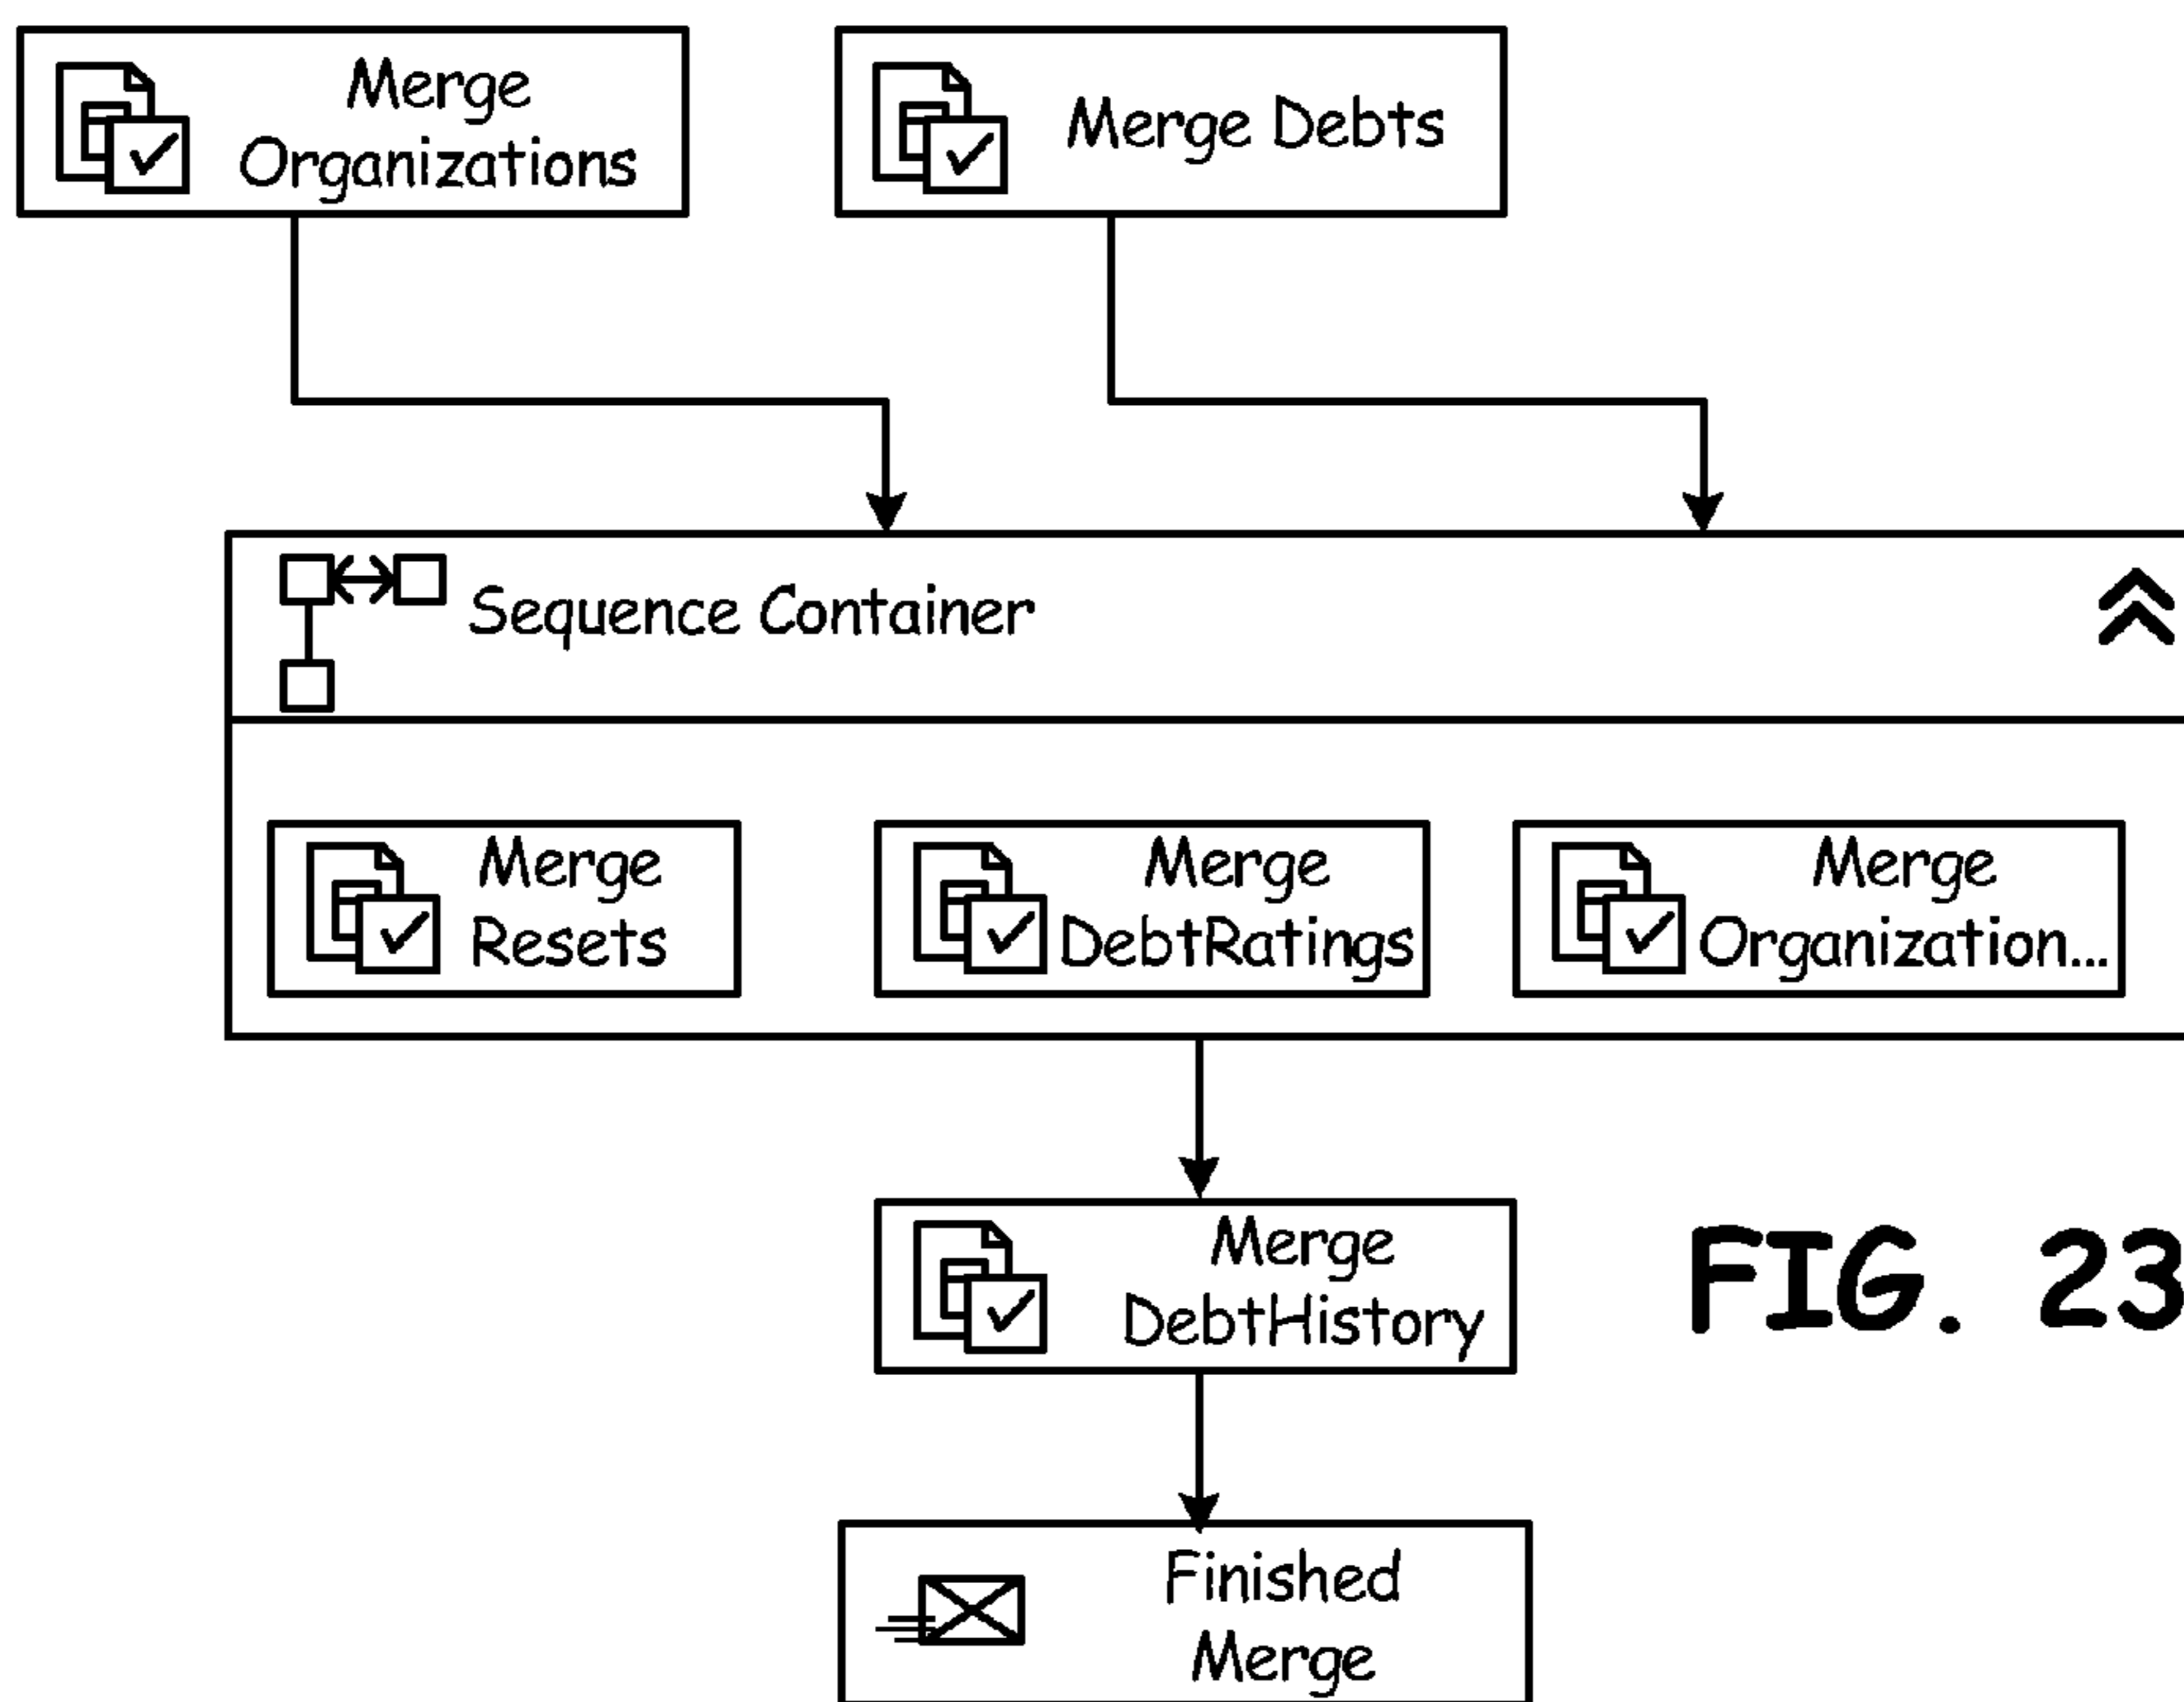 Merge
Organizations
Merge Debts
Sequence Container
Merge
Resets
Merge
DebtRatings
Merge
Organization...
Merge
DebtHistory
FIG. 23
Finished
Merge